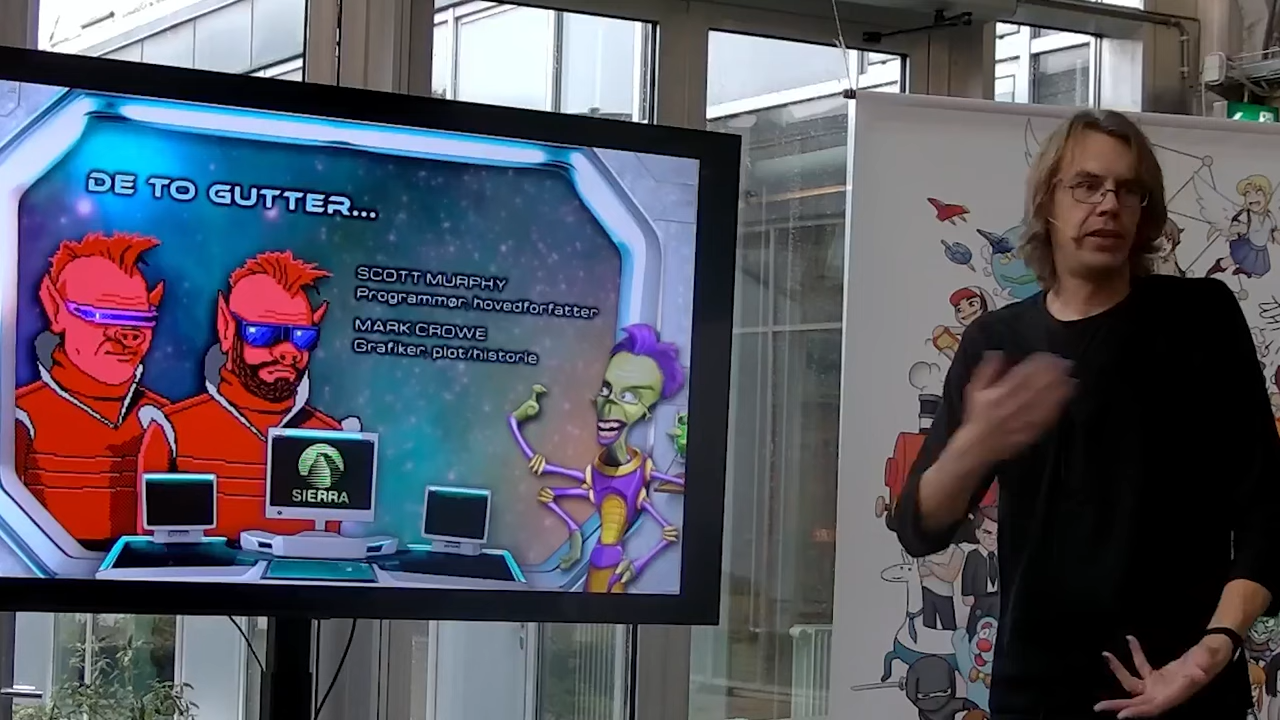 DE TO GUTTER...
SCOTT MURPHY
Programmør, hovedforfatter
MARK CROWE
Grafiker, plot/historie
SIERRA